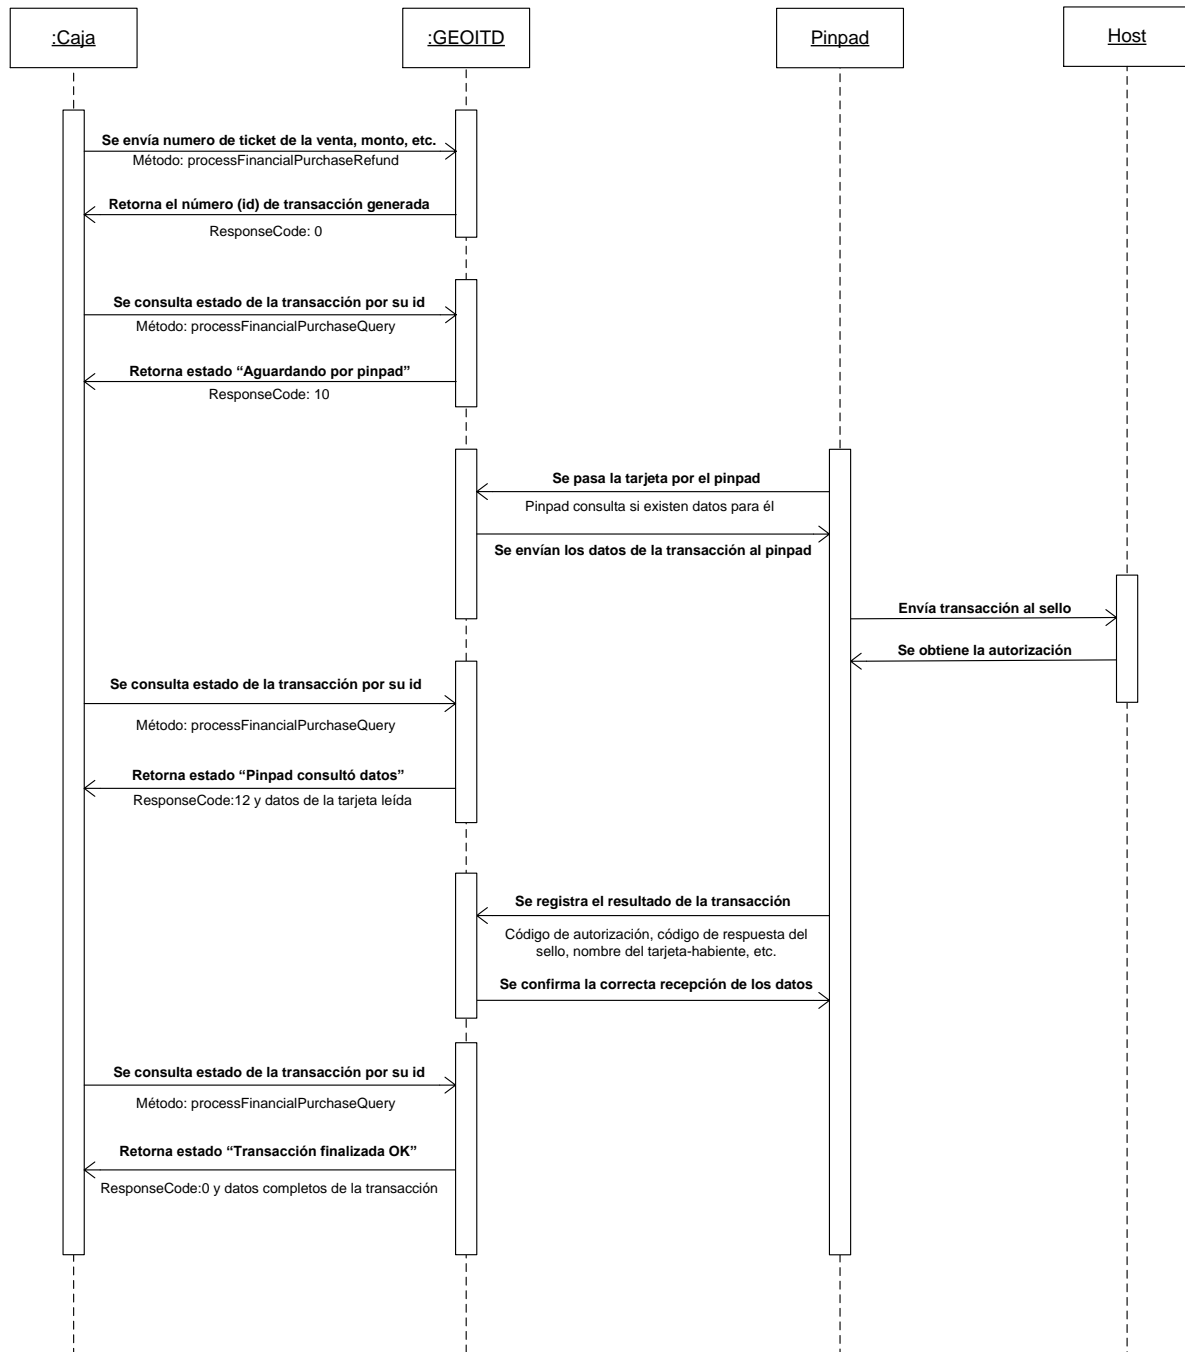 :Caja
:GEOITD
Pinpad
Host
Se envía numero de ticket de la venta, monto, etc.
Método: processFinancialPurchaseRefund
Retorna el número (id) de transacción generada
ResponseCode: 0
Se consulta estado de la transacción por su id
Método: processFinancialPurchaseQuery
Retorna estado “Aguardando por pinpad”
ResponseCode: 10
Se pasa la tarjeta por el pinpad
Pinpad consulta si existen datos para él
Se envían los datos de la transacción al pinpad
Envía transacción al sello
Se obtiene la autorización
Se consulta estado de la transacción por su id
Método: processFinancialPurchaseQuery
Retorna estado “Pinpad consultó datos”
ResponseCode:12 y datos de la tarjeta leída
Se registra el resultado de la transacción
Código de autorización, código de respuesta del
sello, nombre del tarjeta-habiente, etc.
Se confirma la correcta recepción de los datos
Se consulta estado de la transacción por su id
Método: processFinancialPurchaseQuery
Retorna estado “Transacción finalizada OK”
ResponseCode:0 y datos completos de la transacción